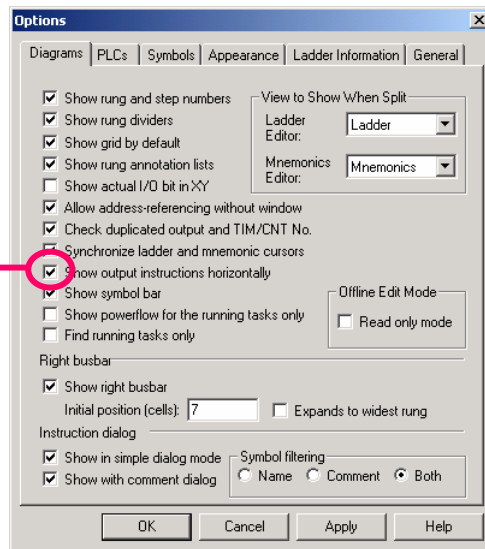 Options
Diagrams PLCs Symbols Appearance Ladder Information General
Show rung and step numbers
Show rung dividers
Show grid by default
Show rung annotation lists
Show actual I/O bit in XY
Allow address-referencing without window
Check duplicated output and TIM/CNT No.
Synchronize ladder and mnemonic cursors
Show output instructions horizontally
Show symbol bar
Show powerflow for the running tasks only
Find running tasks only
View to Show When Split
Ladder Editor: Ladder
Mnemonics Editor: Mnemonics
Offline Edit Mode
Read only mode
Right busbar
Show right busbar
Initial position (cells): 7 Expands to widest rung
Instruction dialog
Show in simple dialog mode
Show with comment dialog
Symbol filtering
Name Comment Both
OK Cancel Apply Help